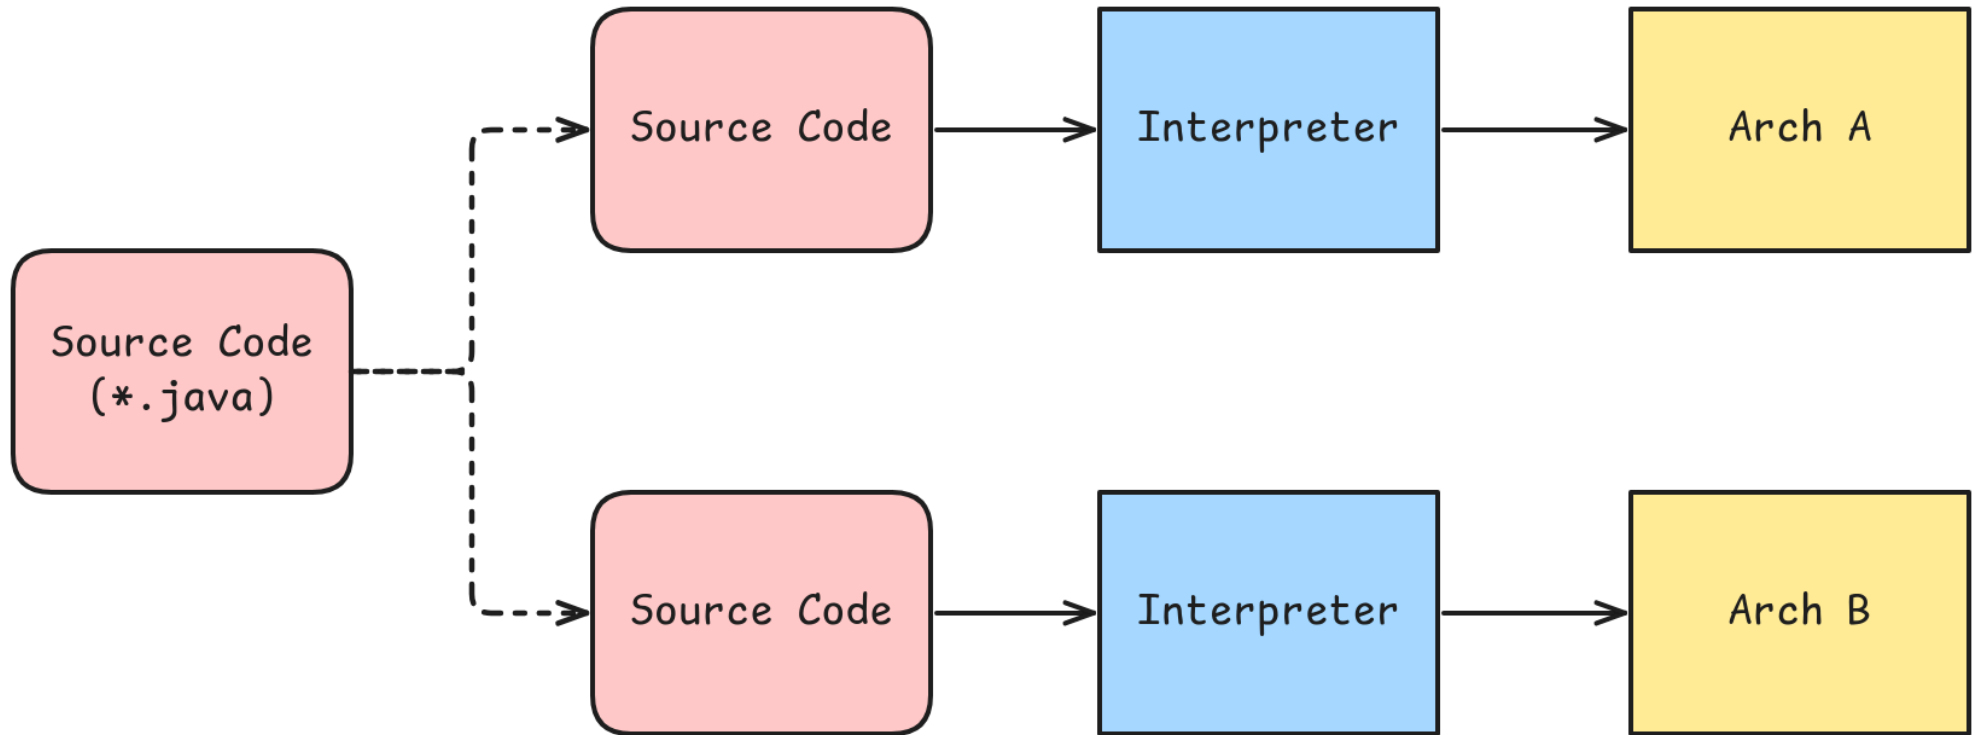 Source Code
Interpreter
Arch A
Source Code
(*.java)
Source Code
Interpreter
Arch B